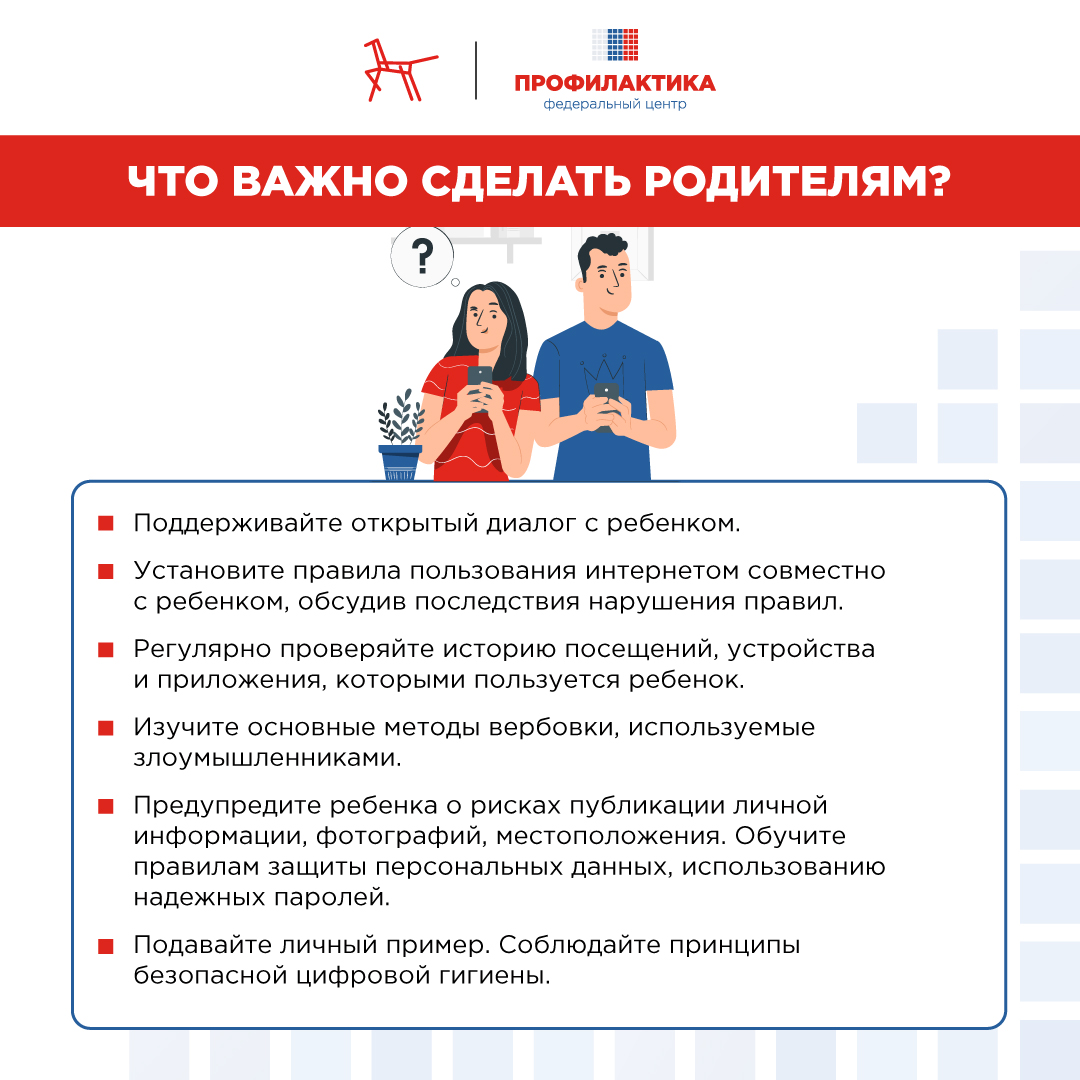 ПРОФИЛАКТИКА
федеральный центр
ЧТО ВАЖНО СДЕЛАТЬ РОДИТЕЛЯМ?
?
Поддерживайте открытый диалог с ребенком.
Установите правила пользования интернетом совместно
с ребенком, обсудив последствия нарушения правил.
Регулярно проверяйте историю посещений, устройства
и приложения, которыми пользуется ребенок.
Изучите основные методы вербовки, используемые
злоумышленниками.
Предупредите ребенка о рисках публикации личной
информации, фотографий, местоположения. Обучите
правилам защиты персональных данных, использованию
надежных паролей.
Подавайте личный пример. Соблюдайте принципы
безопасной цифровой гигиены.